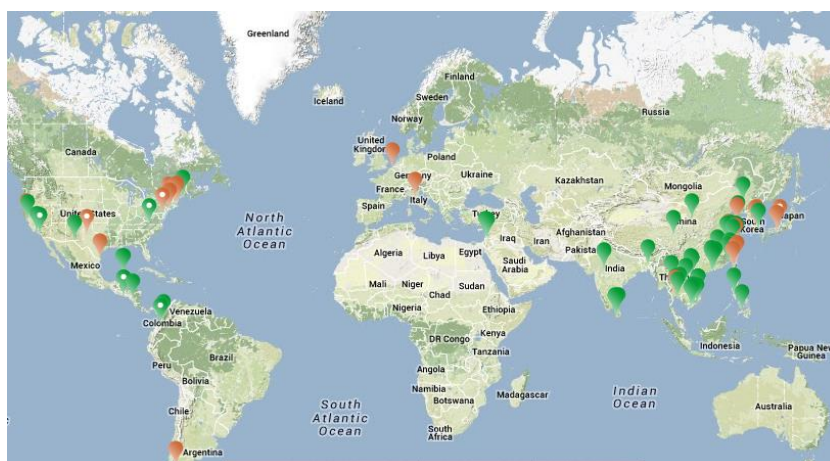 Greenland
Iceland
Finland
Sweden
Norway
Russia
Canada
United
Kingdom
Poland
Germany
France
Ukraine
Kazakhstan
Mongolia
Italy
Spain
Turkey
United States
North
Atlantic
Ocean
China
South
Korea
Japan
Afghanistan
Iraq
Iran
Pakistan
Algeria
Libya
Egypt
Saudi
Arabia
India
Mexico
Mali
Niger
Chad
Sudan
Nigeria
Ethiopia
Venezuela
Colombia
DR Congo
Kenya
Tanzania
Indonesia
Papua New
Guinea
Brazil
Peru
Bolivia
Angola
Namibia
Botswana
Madagascar
South
Atlantic
Ocean
Indian
Ocean
Chile
South
Africa
Australia
Argentina